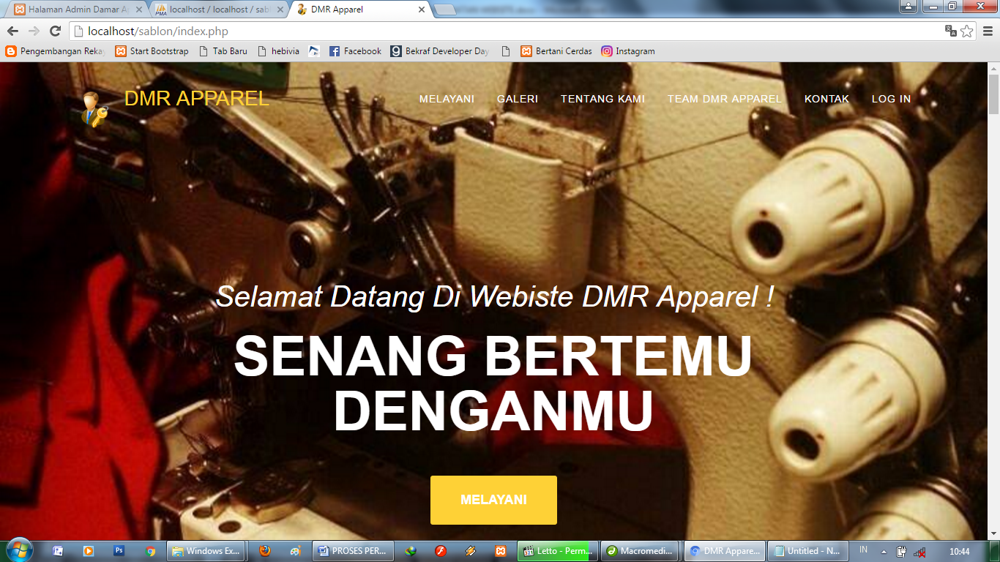 Halaman Admin Damar A
localhost / localhost / sabl
DMR Apparel
localhost/sablon/index.php
Pengembangan Reka
Start Bootstrap
Tab Baru
hebivia
Facebook
Bekraf Developer Day
Bertani Cerdas
Instagram
DMR APPAREL
MELAYANI
GALERI
TENTANG KAMI
TEAM DMR APPAREL
KONTAK
LOG IN
Selamat Datang Di Webiste DMR Apparel !
SENANG BERTEMU
DENGANMU
MELAYANI
Windows Ex...
PROSES PER...
Letto - Perm...
Macromedi...
DMR Appare...
Untitled - N...
IN
10:44